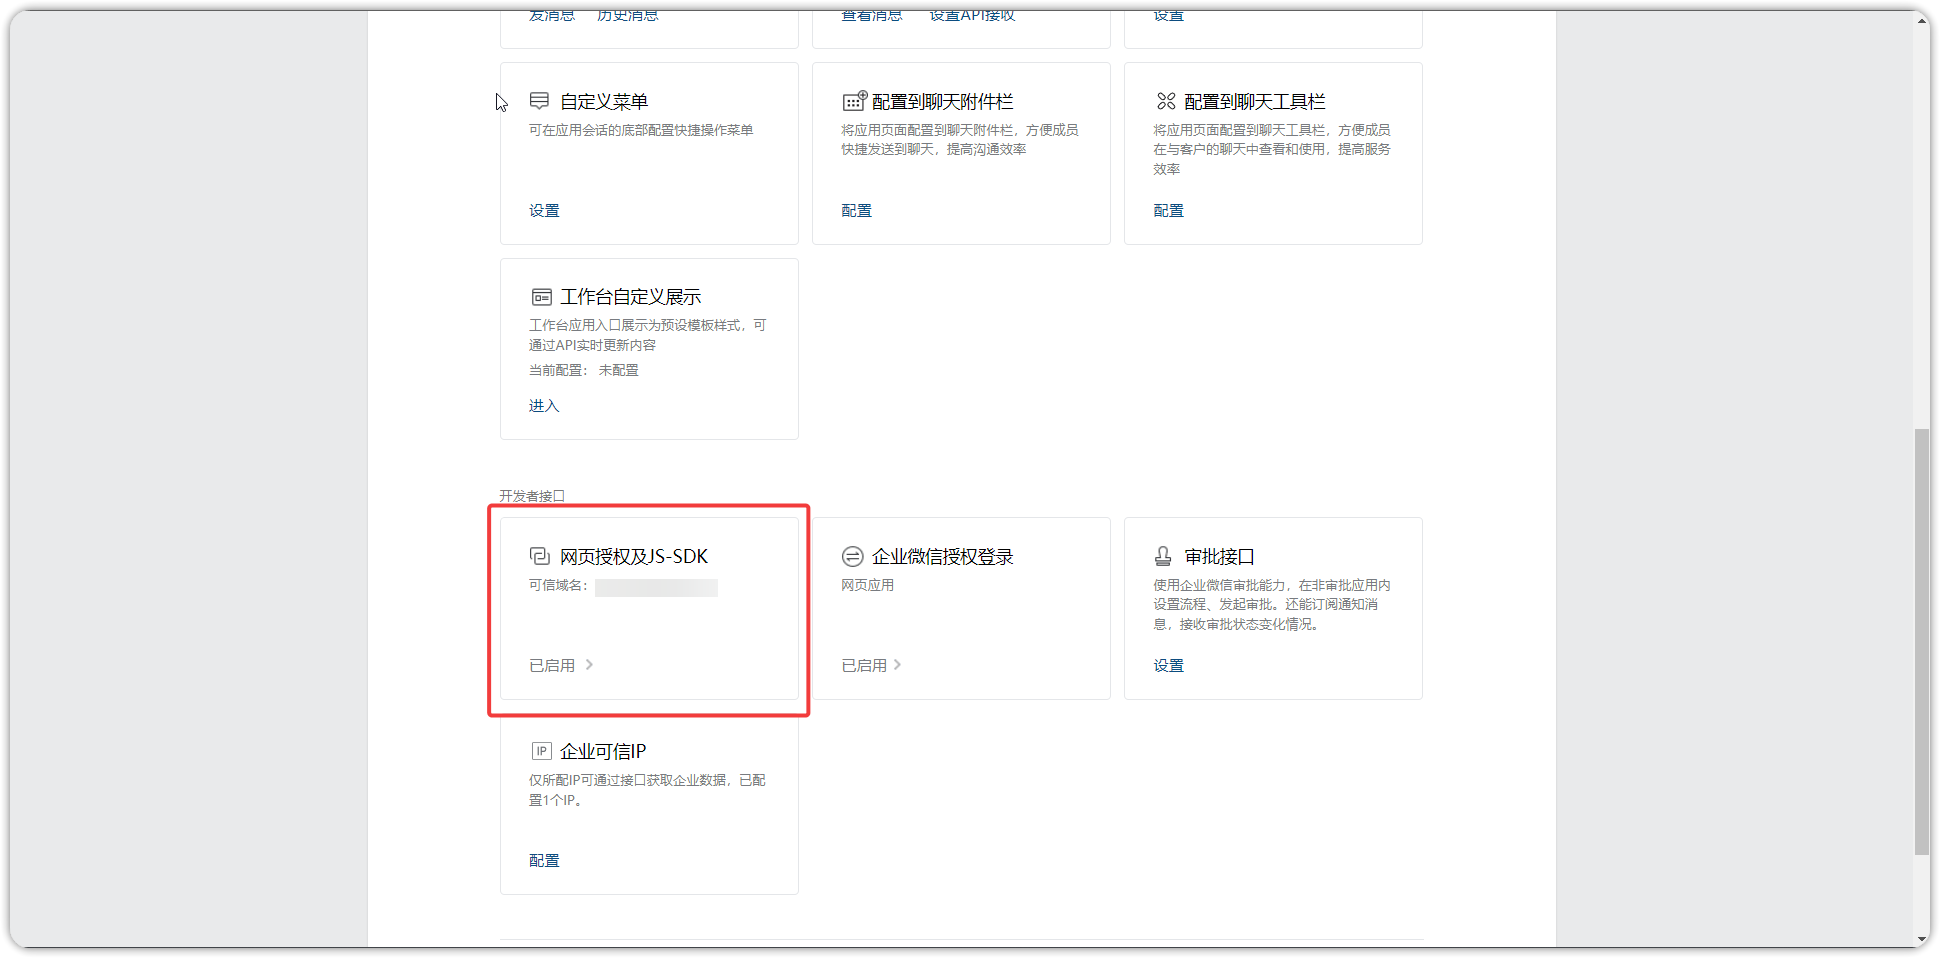 发消息 历史消息
查看消息 设置API接收
设置
自定义菜单
可在应用会话的底部配置快捷操作菜单
设置
配置到聊天附件栏
将应用页面配置到聊天附件栏，方便成员
快捷发送到聊天，提高沟通效率
配置
配置到聊天工具栏
将应用页面配置到聊天工具栏，方便成员
在与客户的聊天中查看和使用，提高服务
效率
配置
工作台自定义展示
工作台应用入口展示为预设模板样式，可
通过API实时更新内容
当前配置： 未配置
进入
开发者接口
网页授权及JS-SDK
可信域名：
已启用
企业微信授权登录
网页应用
已启用
审批接口
使用企业微信审批能力，在非审批应用内
设置流程、发起审批。还能订阅通知消
息，接收审批状态变化情况。
设置
IP 企业可信IP
仅所配IP可通过接口获取企业数据，已配
置1个IP。
配置